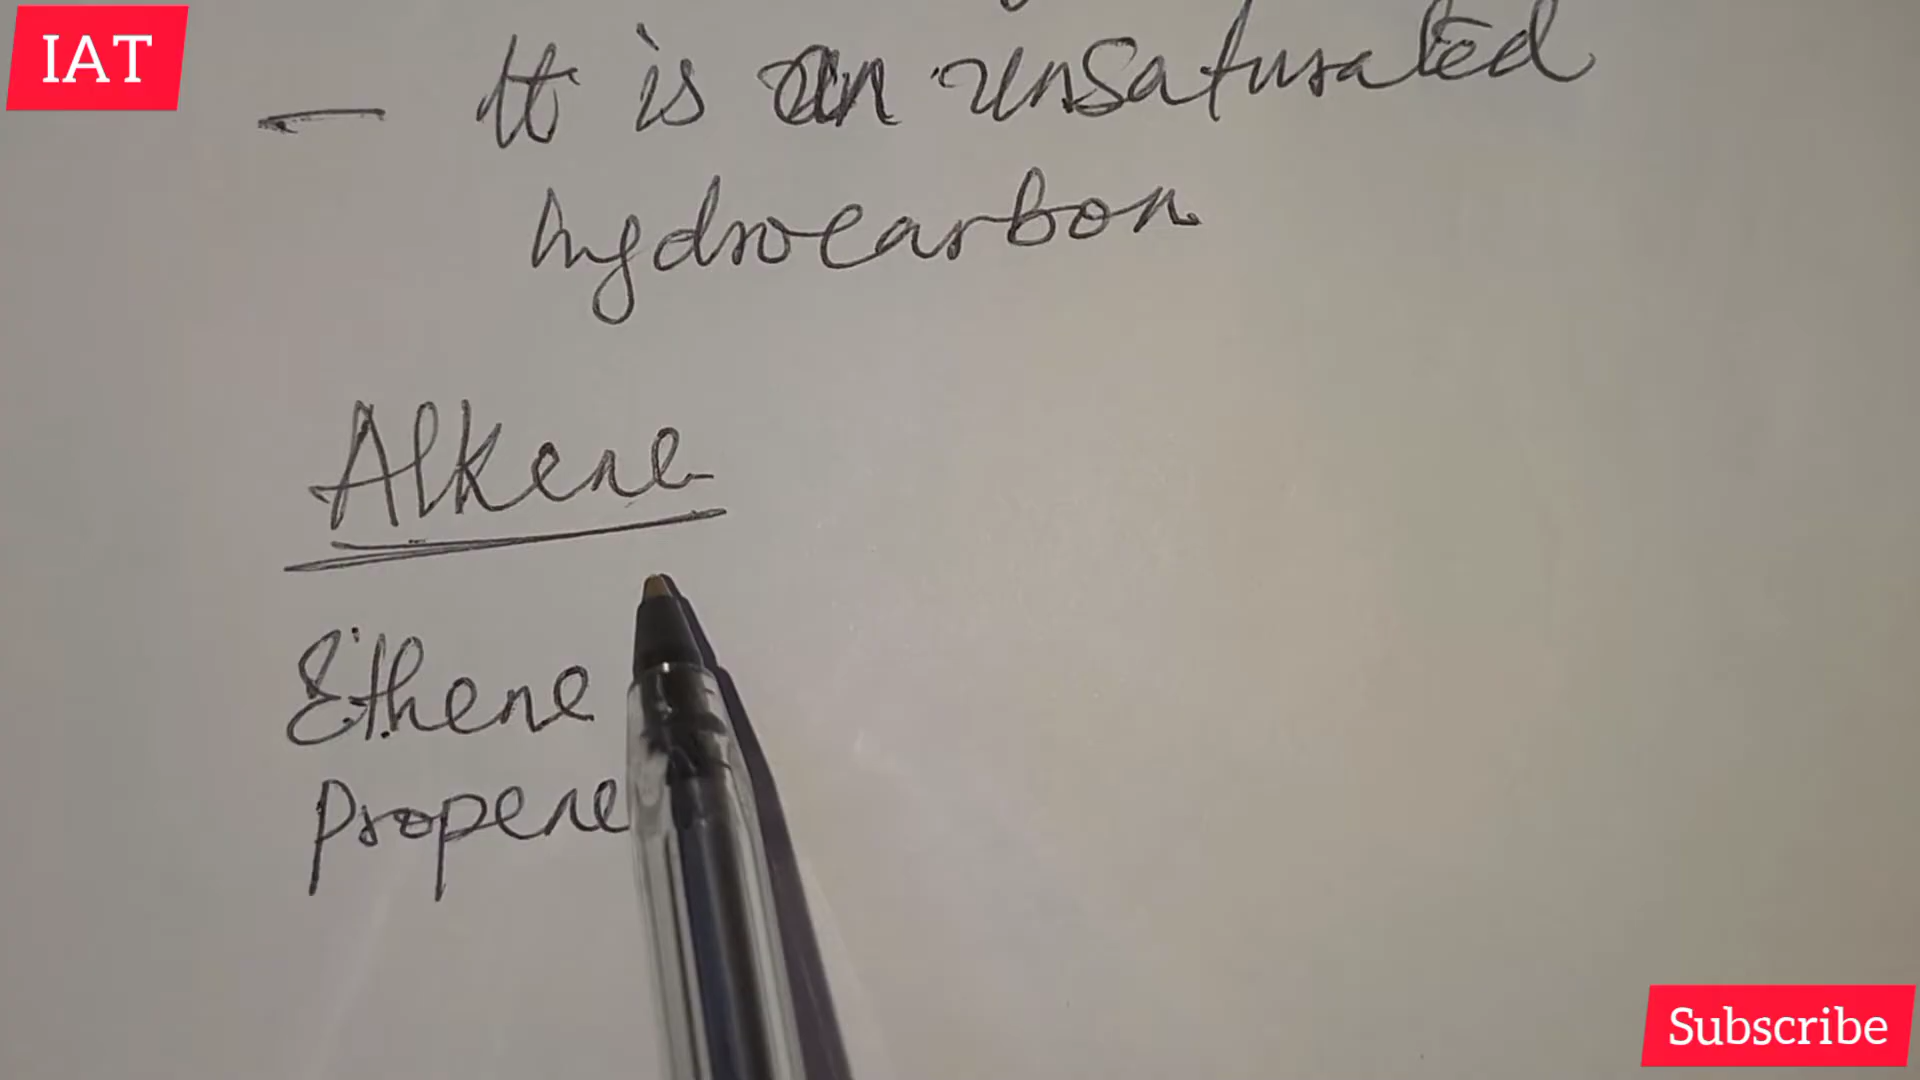 IAT
— It is an unsaturated
hydrocarbon
Alkene
Ethene
Propene
Subscribe